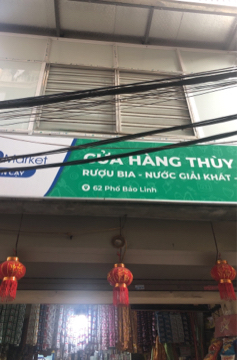 Market
CỬA HÀNG THÙY
RƯỢU BIA - NƯỚC GIẢI KHÁT -
62 Phố Bảo Linh